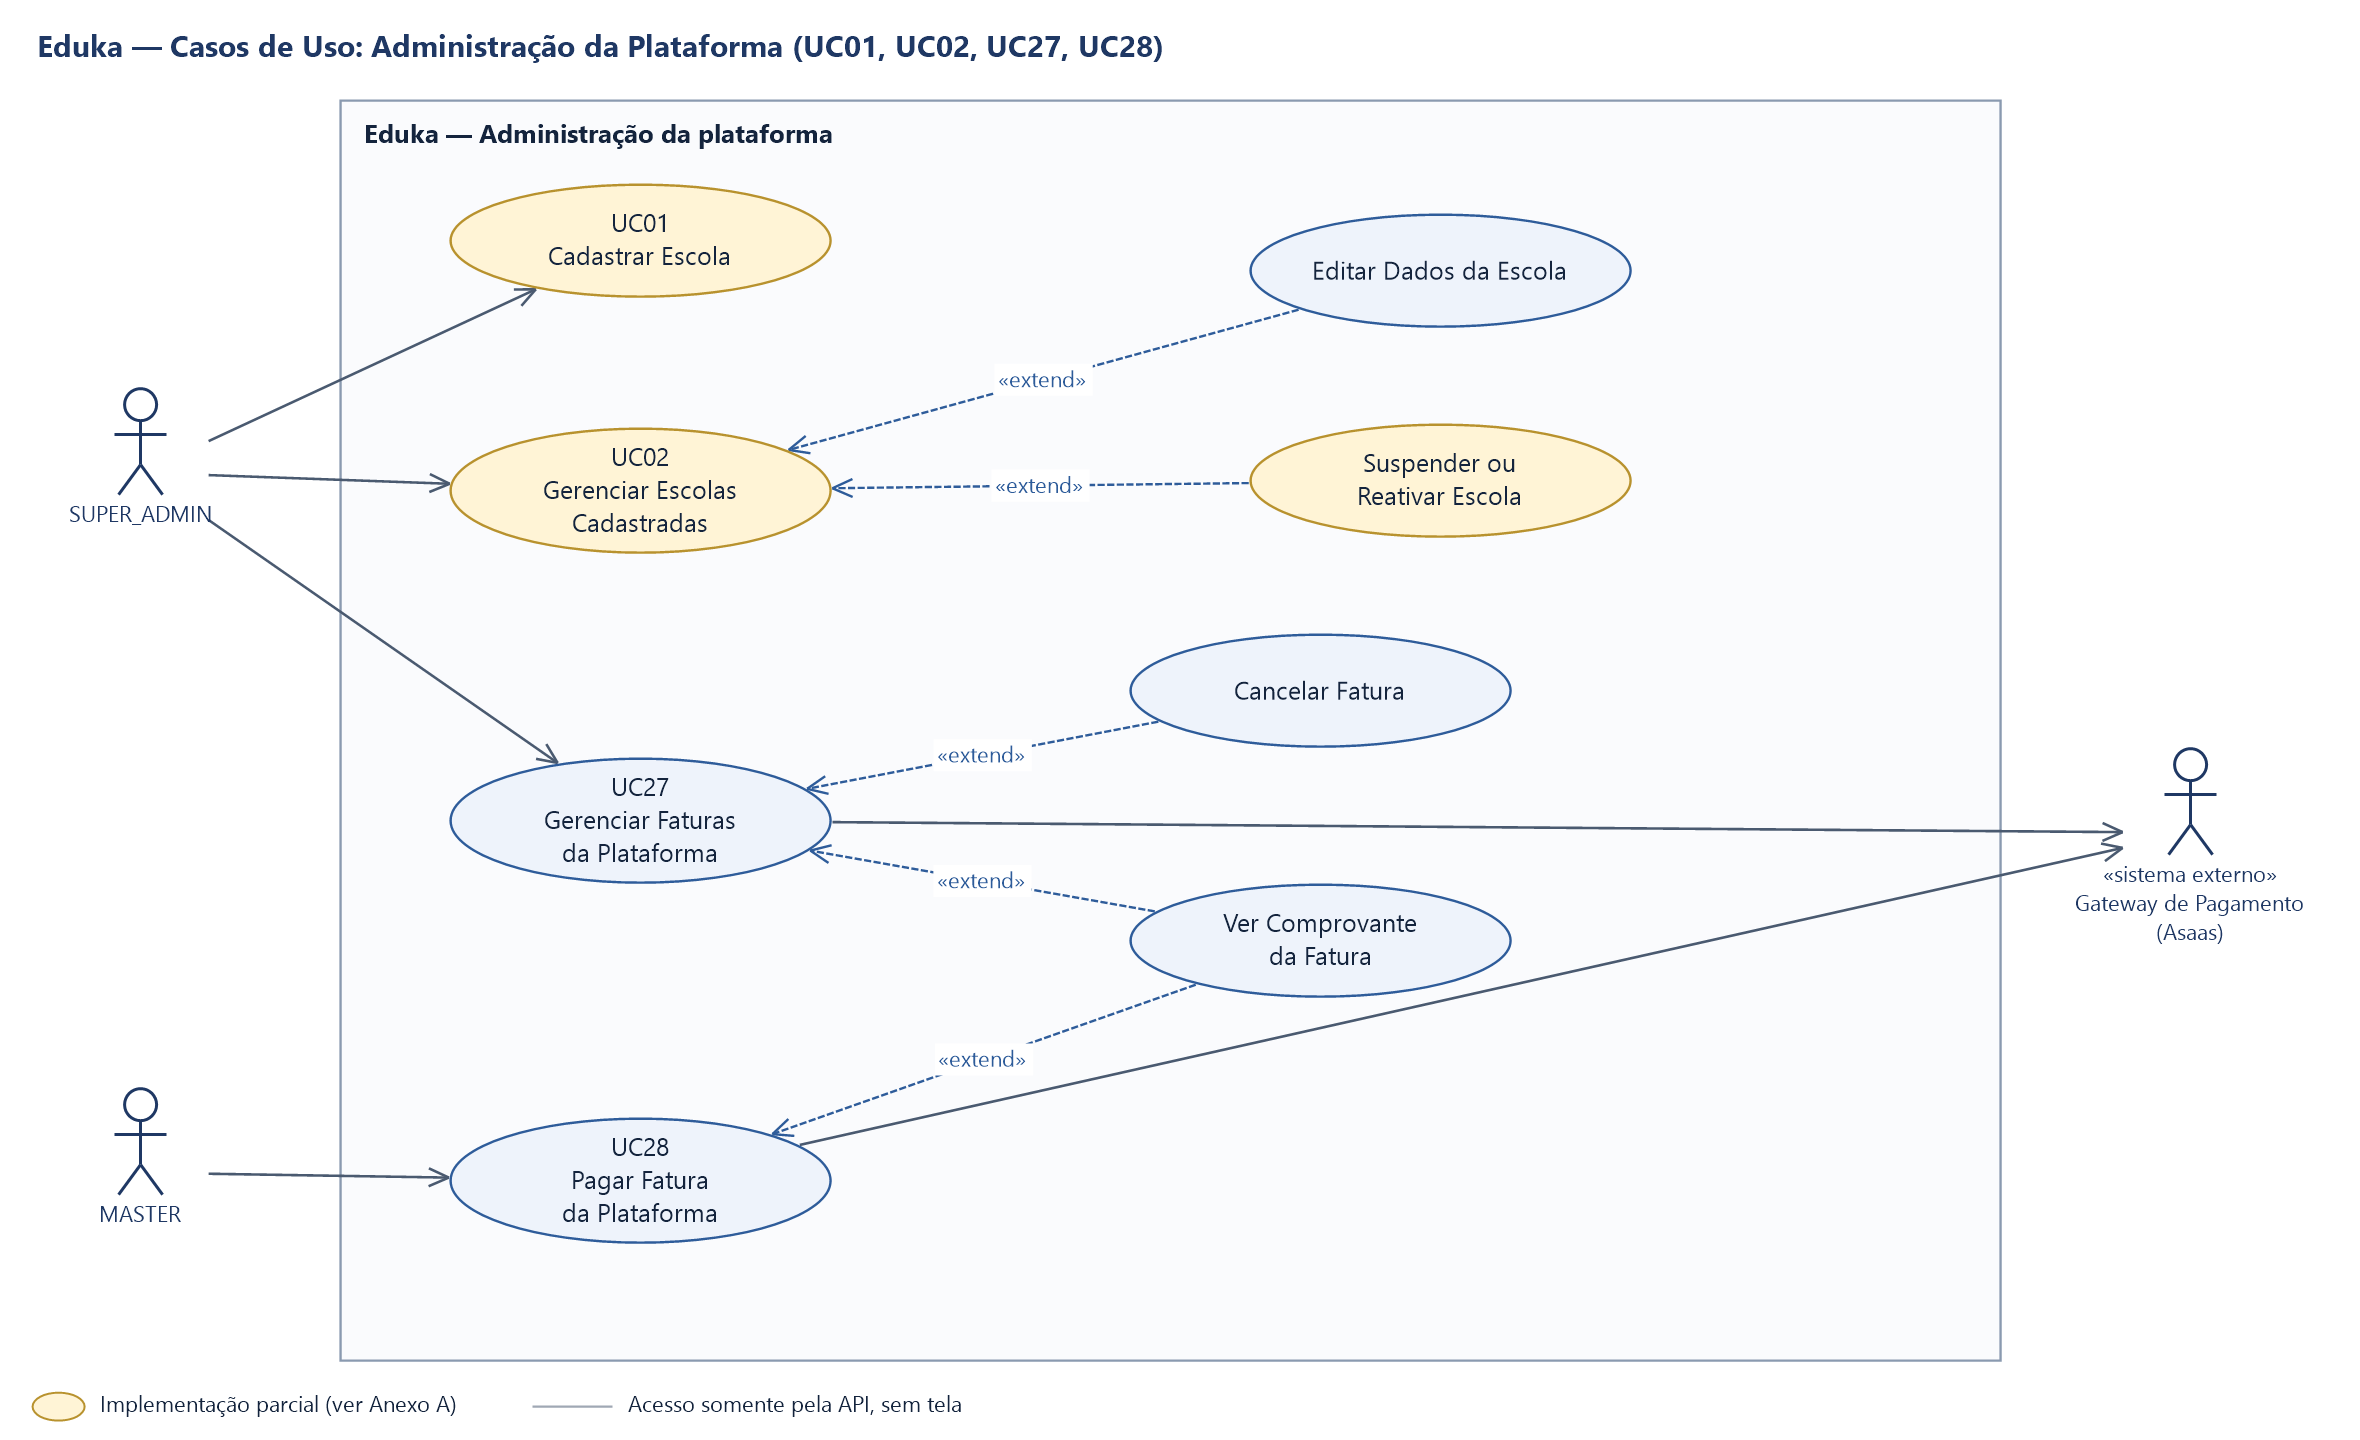 Eduka — Casos de Uso: Administração da Plataforma (UC01, UC02, UC27, UC28)
Eduka — Administração da plataforma
UC01
Cadastrar Escola
Editar Dados da Escola
«extend»
SUPER_ADMIN
UC02
Gerenciar Escolas
Cadastradas
«extend»
Suspender ou
Reativar Escola
Cancelar Fatura
«extend»
UC27
Gerenciar Faturas
da Plataforma
«extend»
Ver Comprovante
da Fatura
«sistema externo»
Gateway de Pagamento
(Asaas)
«extend»
MASTER
UC28
Pagar Fatura
da Plataforma
Implementação parcial (ver Anexo A)
Acesso somente pela API, sem tela